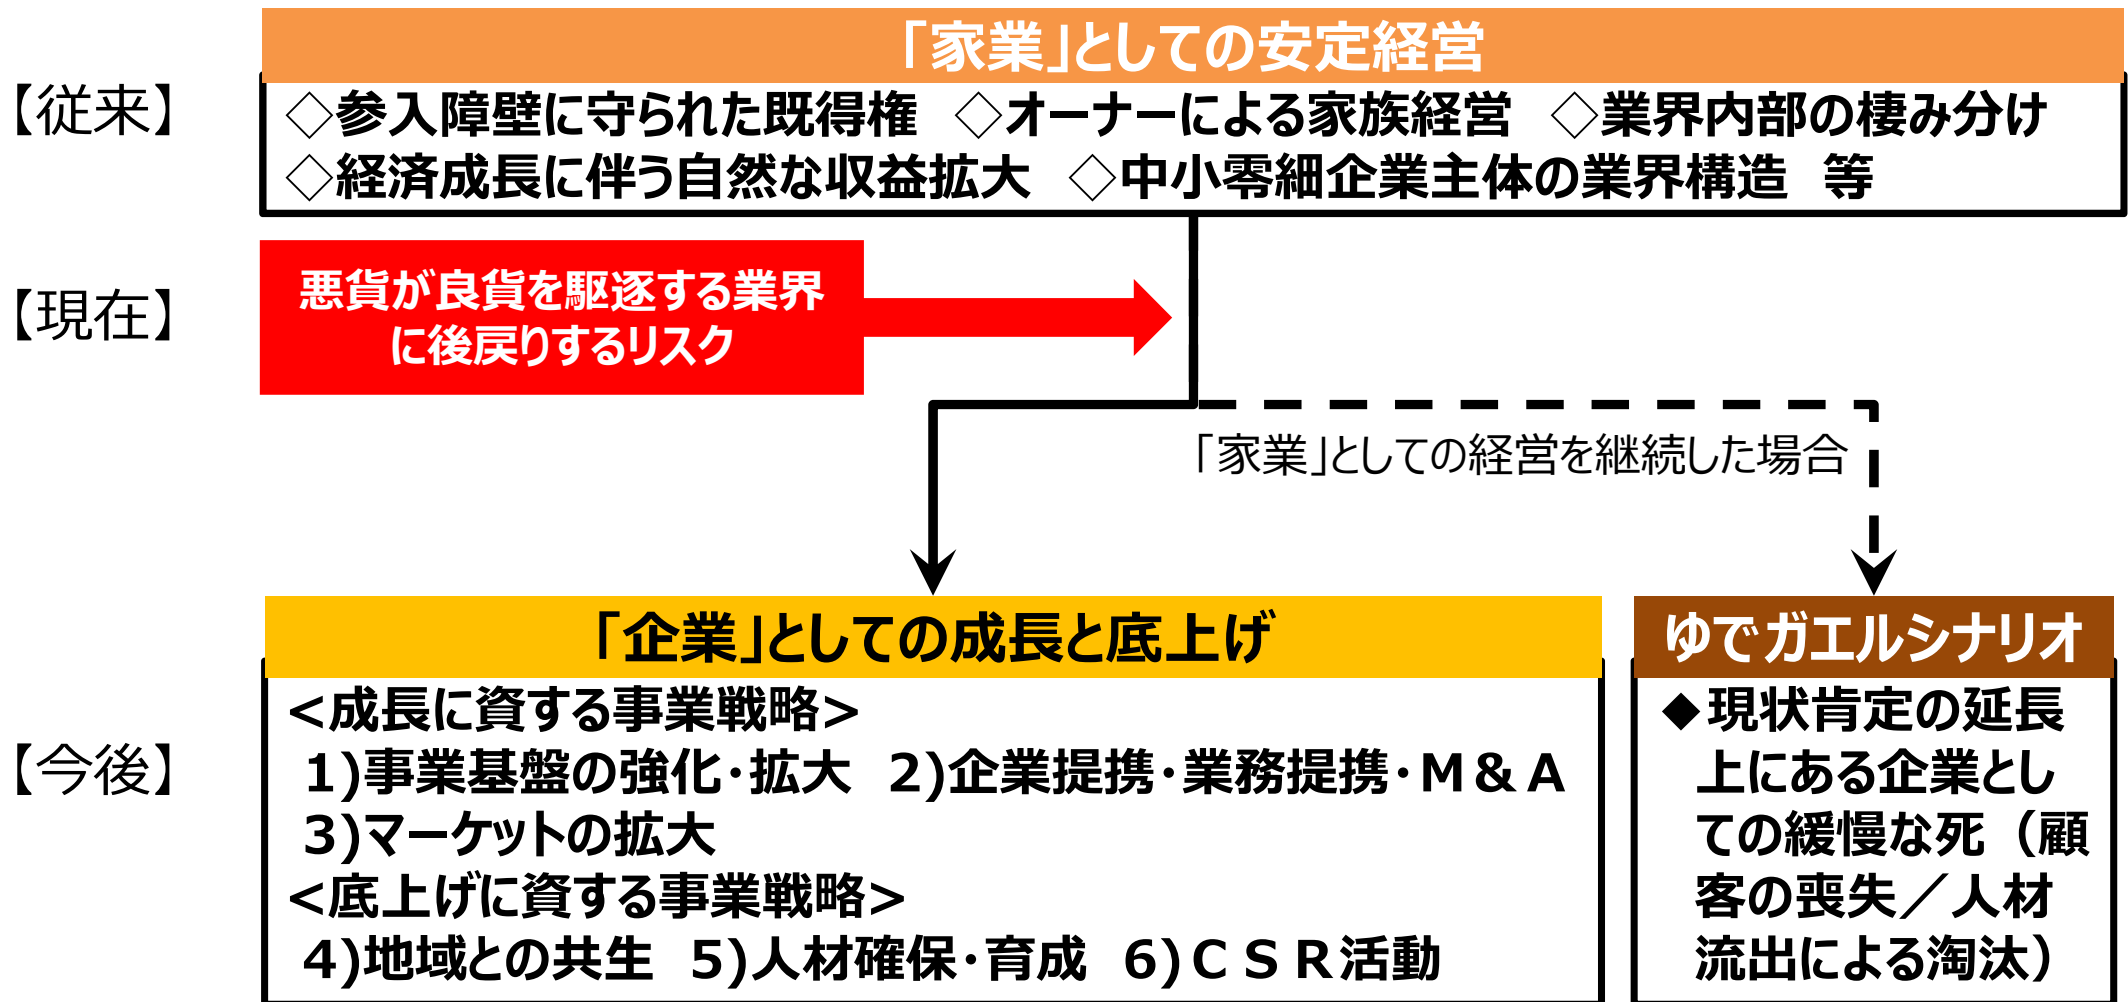 「家業」としての安定経営
【従来】
◇参入障壁に守られた既得権　◇オーナーによる家族経営　◇業界内部の棲み分け
◇経済成長に伴う自然な収益拡大　◇中小零細企業主体の業界構造　等
【現在】
悪貨が良貨を駆逐する業界
に後戻りするリスク
「家業」としての経営を継続した場合
【今後】
「企業」としての成長と底上げ
<成長に資する事業戦略>
1)事業基盤の強化・拡大　2)企業提携・業務提携・Ｍ＆Ａ
3)マーケットの拡大
<底上げに資する事業戦略>
4)地域との共生　5)人材確保・育成　6)ＣＳＲ活動
ゆでガエルシナリオ
◆現状肯定の延長
上にある企業とし
ての緩慢な死（顧
客の喪失／人材
流出による淘汰）